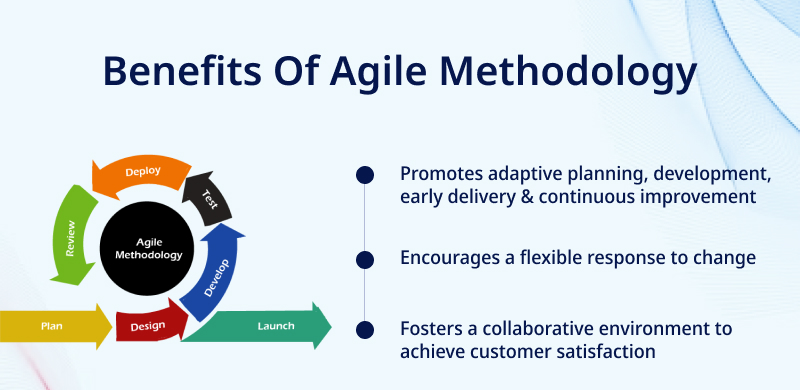 Benefits Of Agile Methodology
Deploy
Test
Review
Agile
Methodology
Develop
Plan
Design
Launch
Promotes adaptive planning, development,
early delivery & continuous improvement
Encourages a flexible response to change
Fosters a collaborative environment to
achieve customer satisfaction